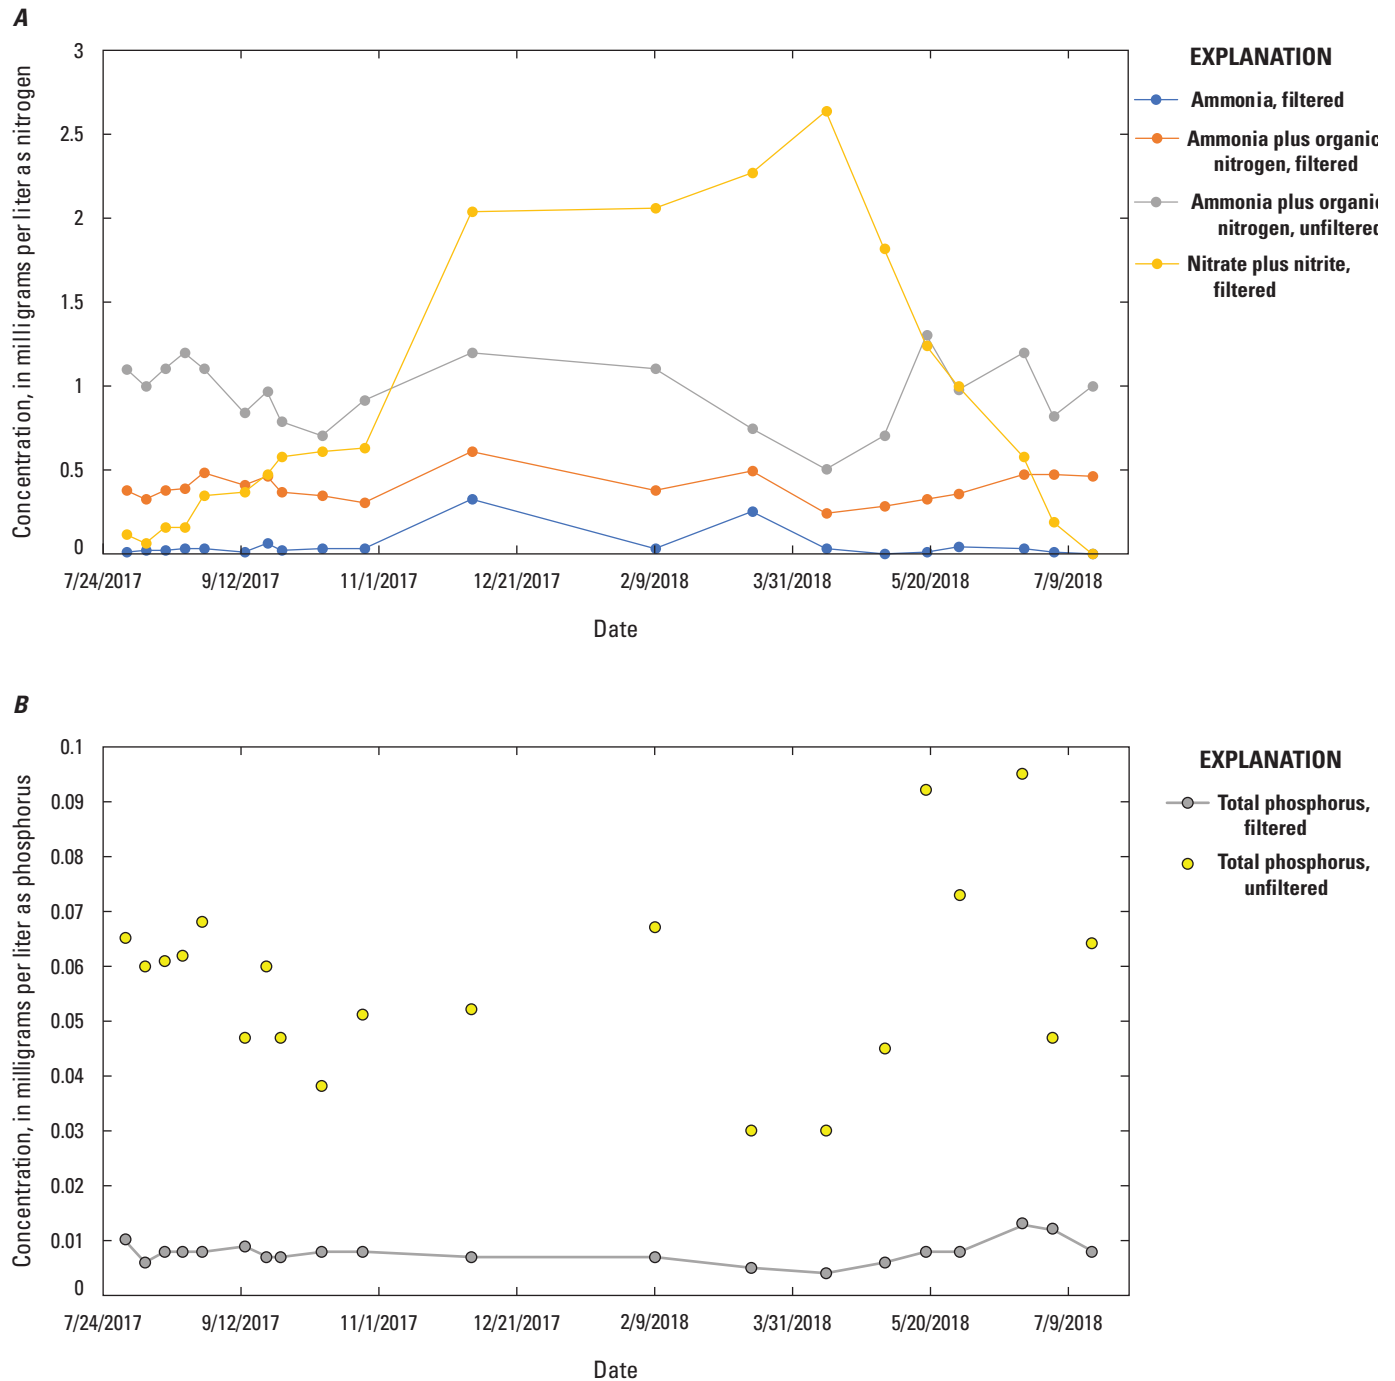 A
Concentration, in milligrams per liter as nitrogen
3
2.5
2
1.5
1
0.5
0
7/24/2017
9/12/2017
11/1/2017
12/21/2017
2/9/2018
3/31/2018
5/20/2018
7/9/2018
Date
EXPLANATION
Ammonia, filtered
Ammonia plus organic
nitrogen, filtered
Ammonia plus organic
nitrogen, unfiltered
Nitrate plus nitrite,
filtered
B
Concentration, in milligrams per liter as phosphorus
0.1
0.09
0.08
0.07
0.06
0.05
0.04
0.03
0.02
0.01
0
7/24/2017
9/12/2017
11/1/2017
12/21/2017
2/9/2018
3/31/2018
5/20/2018
7/9/2018
Date
EXPLANATION
Total phosphorus,
filtered
Total phosphorus,
unfiltered